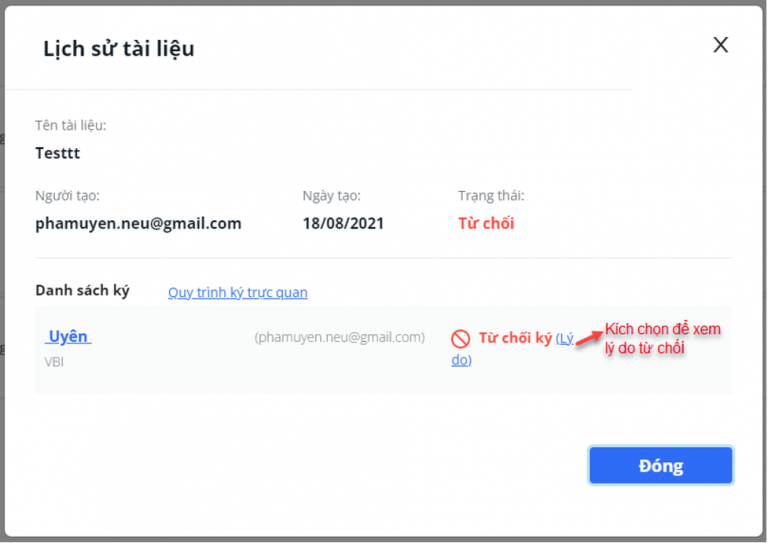 Lịch sử tài liệu
X
Tên tài liệu:
Testtt
Người tạo: Ngày tạo: Trạng thái:
phamuyen.neu@gmail.com 18/08/2021 Từ chối
Danh sách ký Quy trình ký trực quan
Uyên (phamuyen.neu@gmail.com) Từ chối ký (Lý Kích chọn để xem
VBI do) lý do từ chối
Đóng